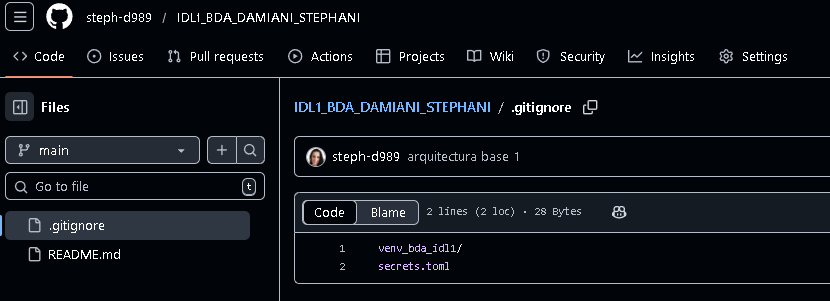 steph-d989 / IDL1_BDA_DAMIANI_STEPHANI
Code Issues Pull requests Actions Projects Wiki Security Insights Settings
Files
main
Go to file t
.gitignore
README.md
IDL1_BDA_DAMIANI_STEPHANI / .gitignore
steph-d989 arquitectura base 1
Code Blame 2 lines (2 loc) · 28 Bytes
1 venv_bda_idl1/
2 secrets.toml